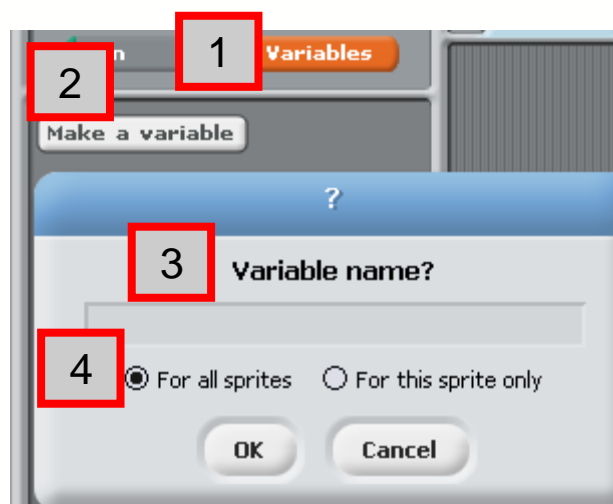 1 Variables
2
Make a variable
?
3 Variable name?
4 For all sprites For this sprite only
OK Cancel